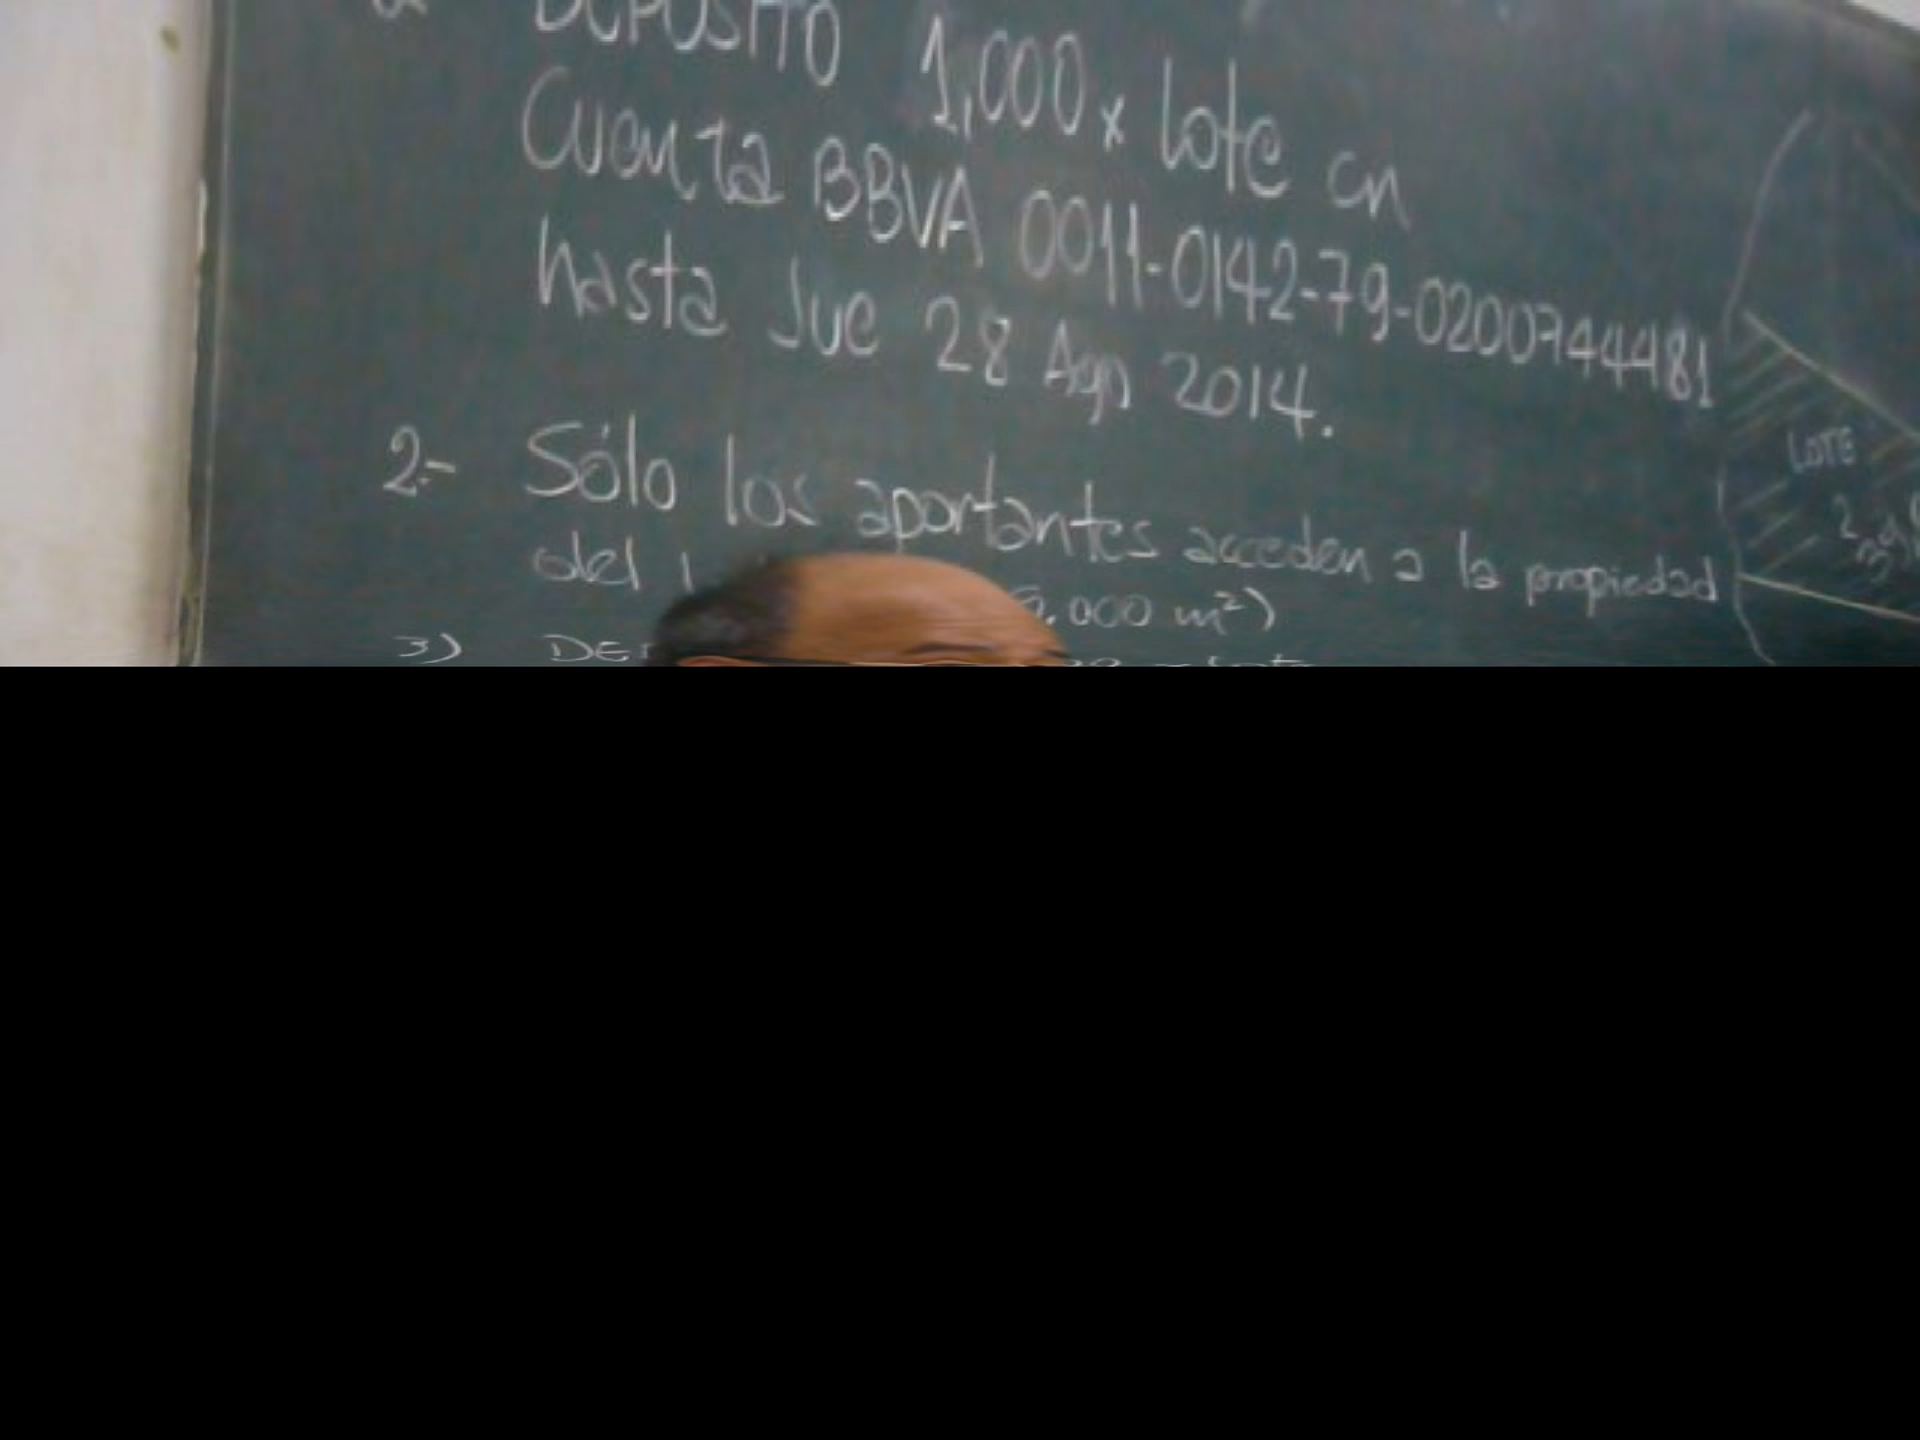 DEPOSITO 1,000 x lote en
Cuenta BBVA 0011-0142-79-0200744481
hasta Jue 28 Ago 2014.
2.- Sólo los aportantes acceden a la propiedad
del .000 m²)
3)
LOTE